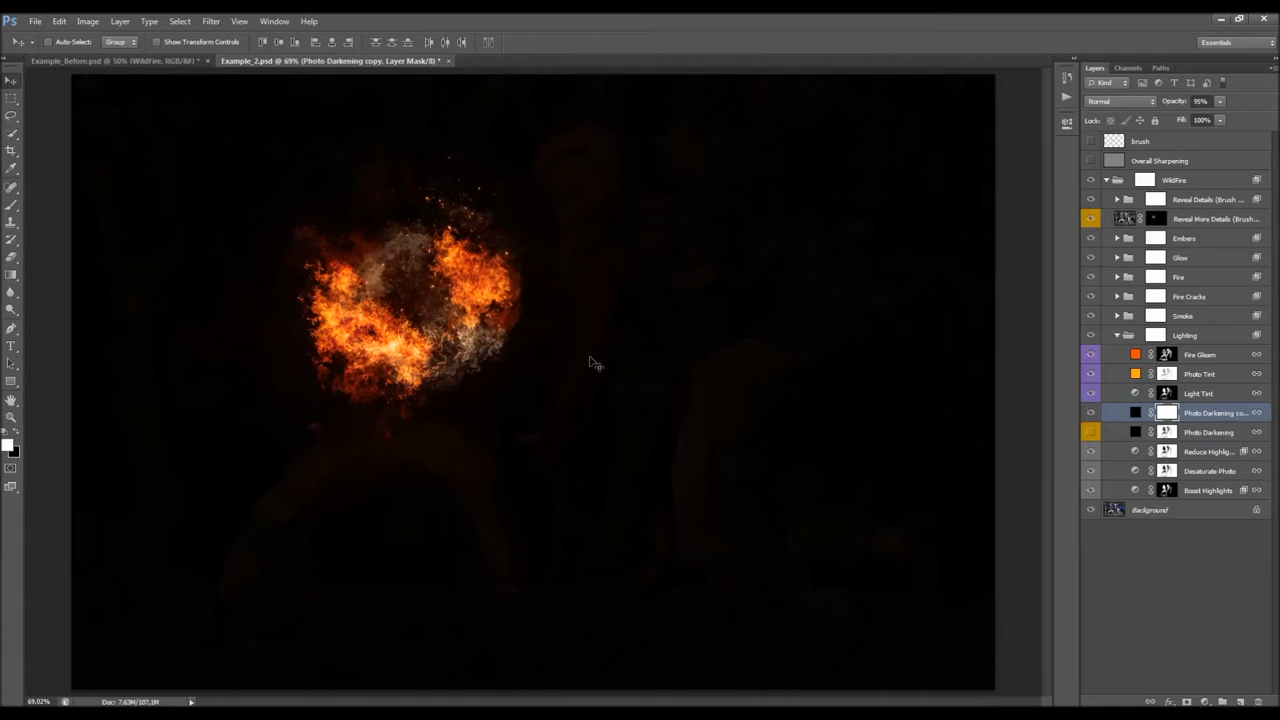 Ps File Edit Image Layer Type Select Filter View Window Help
Auto-Select: Group Show Transform Controls Essentials
Example_Before.psd @ 50% (WildFire, RGB/8#) * × Example_2.psd @ 69% (Photo Darkening copy, Layer Mask/8) * ×
Layers Channels Paths
Kind
Normal Opacity: 95%
Lock: Fill: 100%
brush
Overall Sharpening
WildFire
Reveal Details (Brush ...
Reveal More Details (Brush...
Embers
Glow
Fire
Fire Cracks
Smoke
Lighting
Fire Gleam
Photo Tint
Light Tint
Photo Darkening co...
Photo Darkening
Reduce Highlig...
Desaturate Photo
Boost Highlights
Background
69.02% Doc: 7.63M/107.1M